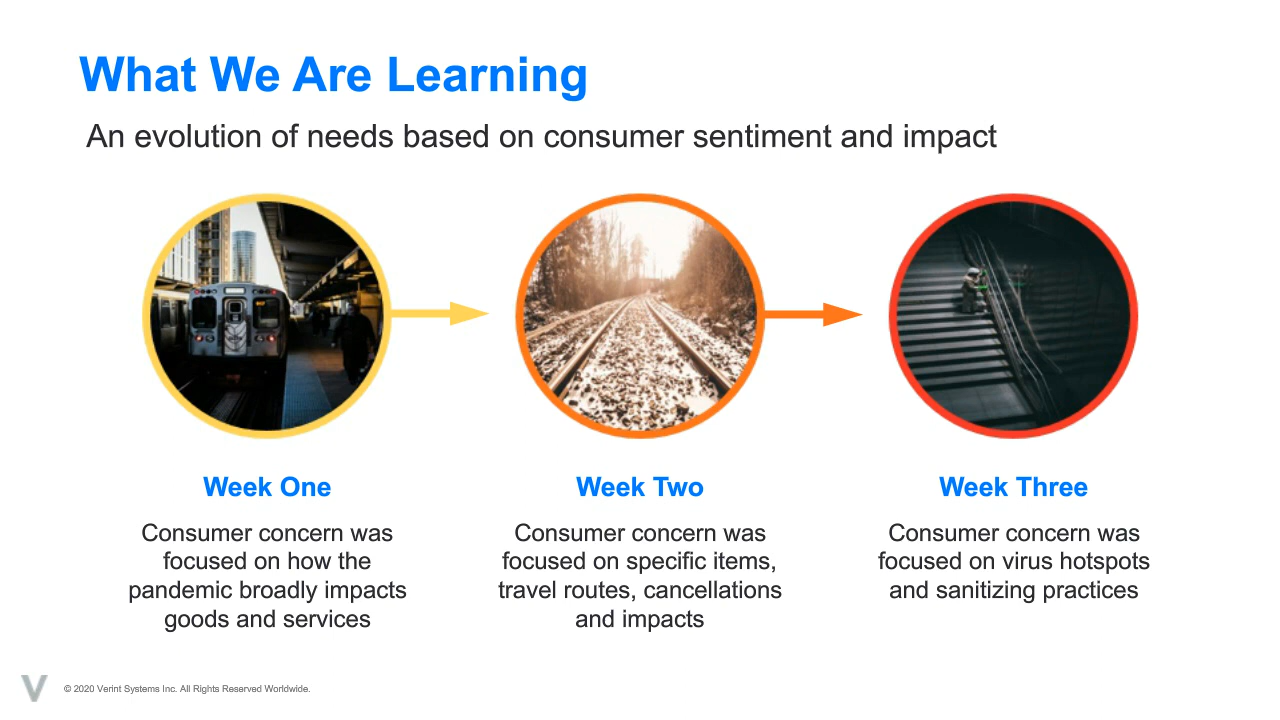 What We Are Learning
An evolution of needs based on consumer sentiment and impact
Week One
Consumer concern was
focused on how the
pandemic broadly impacts
goods and services
Week Two
Consumer concern was
focused on specific items,
travel routes, cancellations
and impacts
Week Three
Consumer concern was
focused on virus hotspots
and sanitizing practices
© 2020 Verint Systems Inc. All Rights Reserved Worldwide.